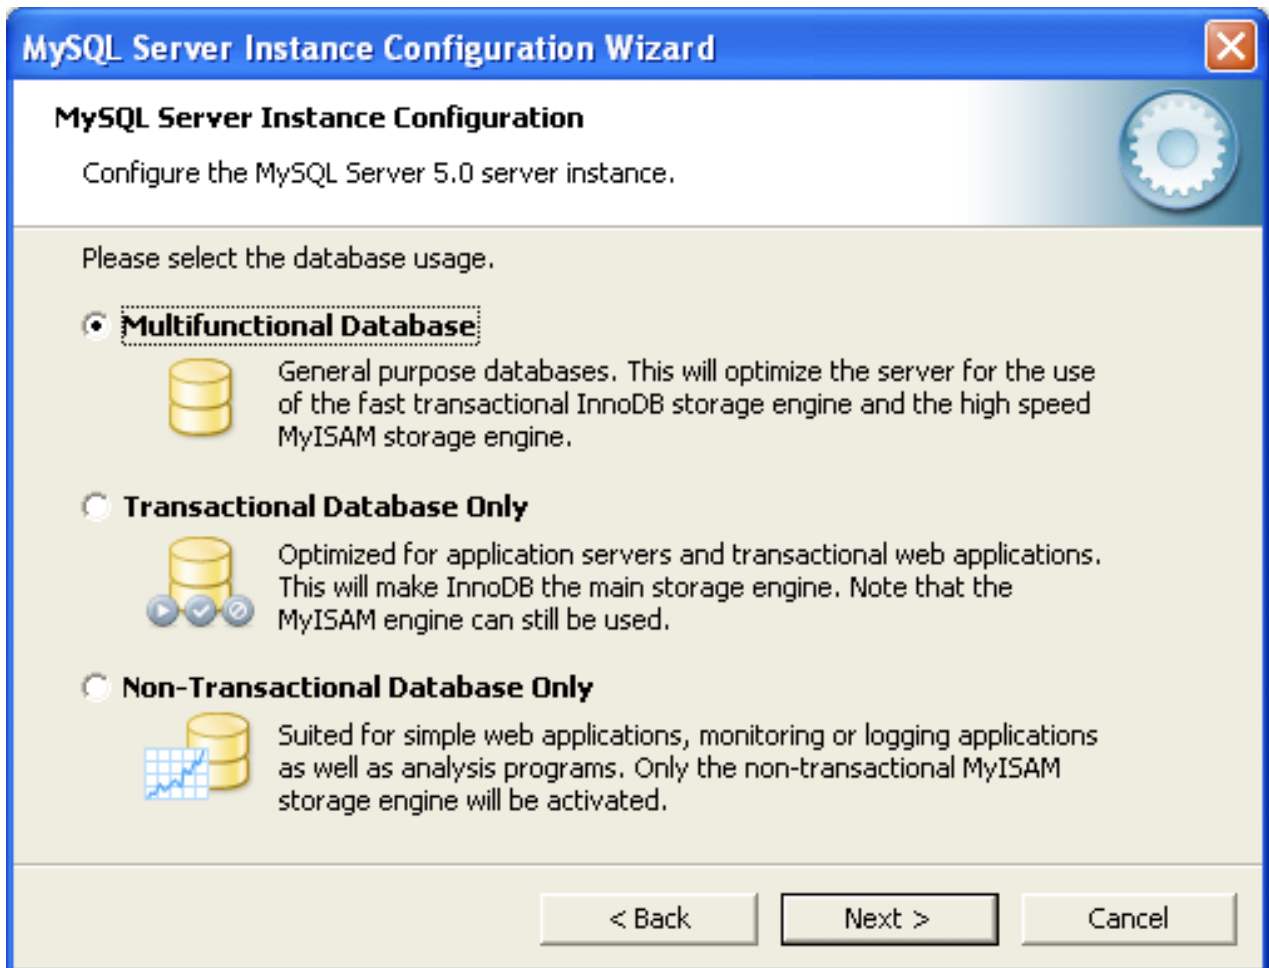 MySQL Server Instance Configuration Wizard
MySQL Server Instance Configuration
Configure the MySQL Server 5.0 server instance.
Please select the database usage.
Multifunctional Database
General purpose databases. This will optimize the server for the use
of the fast transactional InnoDB storage engine and the high speed
MyISAM storage engine.
Transactional Database Only
Optimized for application servers and transactional web applications.
This will make InnoDB the main storage engine. Note that the
MyISAM engine can still be used.
Non-Transactional Database Only
Suited for simple web applications, monitoring or logging applications
as well as analysis programs. Only the non-transactional MyISAM
storage engine will be activated.
< Back
Next >
Cancel